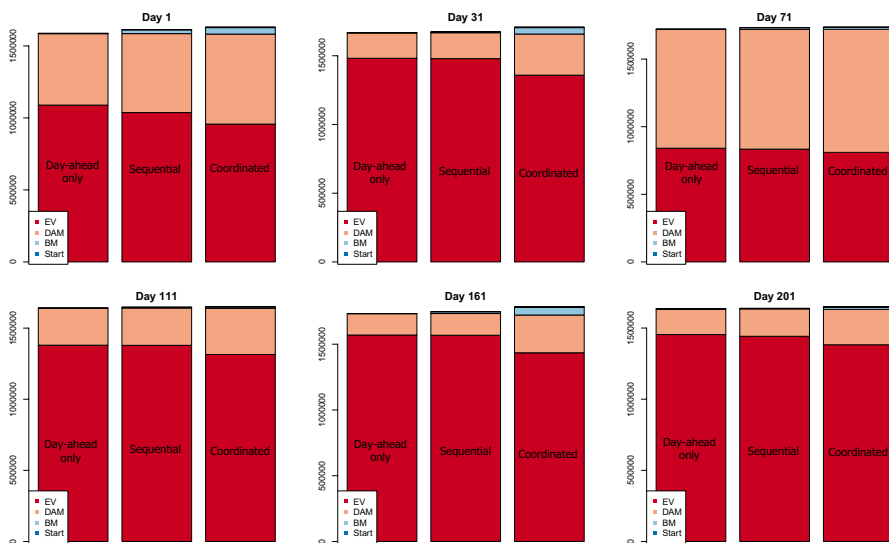 Day 1
1500000
1000000
500000
0
Day-ahead
only
Sequential
Coordinated
EV
DAM
BM
Start
Day 31
1500000
1000000
500000
0
Day-ahead
only
Sequential
Coordinated
EV
DAM
BM
Start
Day 71
1500000
1000000
500000
0
Day-ahead
only
Sequential
Coordinated
EV
DAM
BM
Start
Day 111
1500000
1000000
500000
0
Day-ahead
only
Sequential
Coordinated
EV
DAM
BM
Start
Day 161
1500000
1000000
500000
0
Day-ahead
only
Sequential
Coordinated
EV
DAM
BM
Start
Day 201
1500000
1000000
500000
0
Day-ahead
only
Sequential
Coordinated
EV
DAM
BM
Start